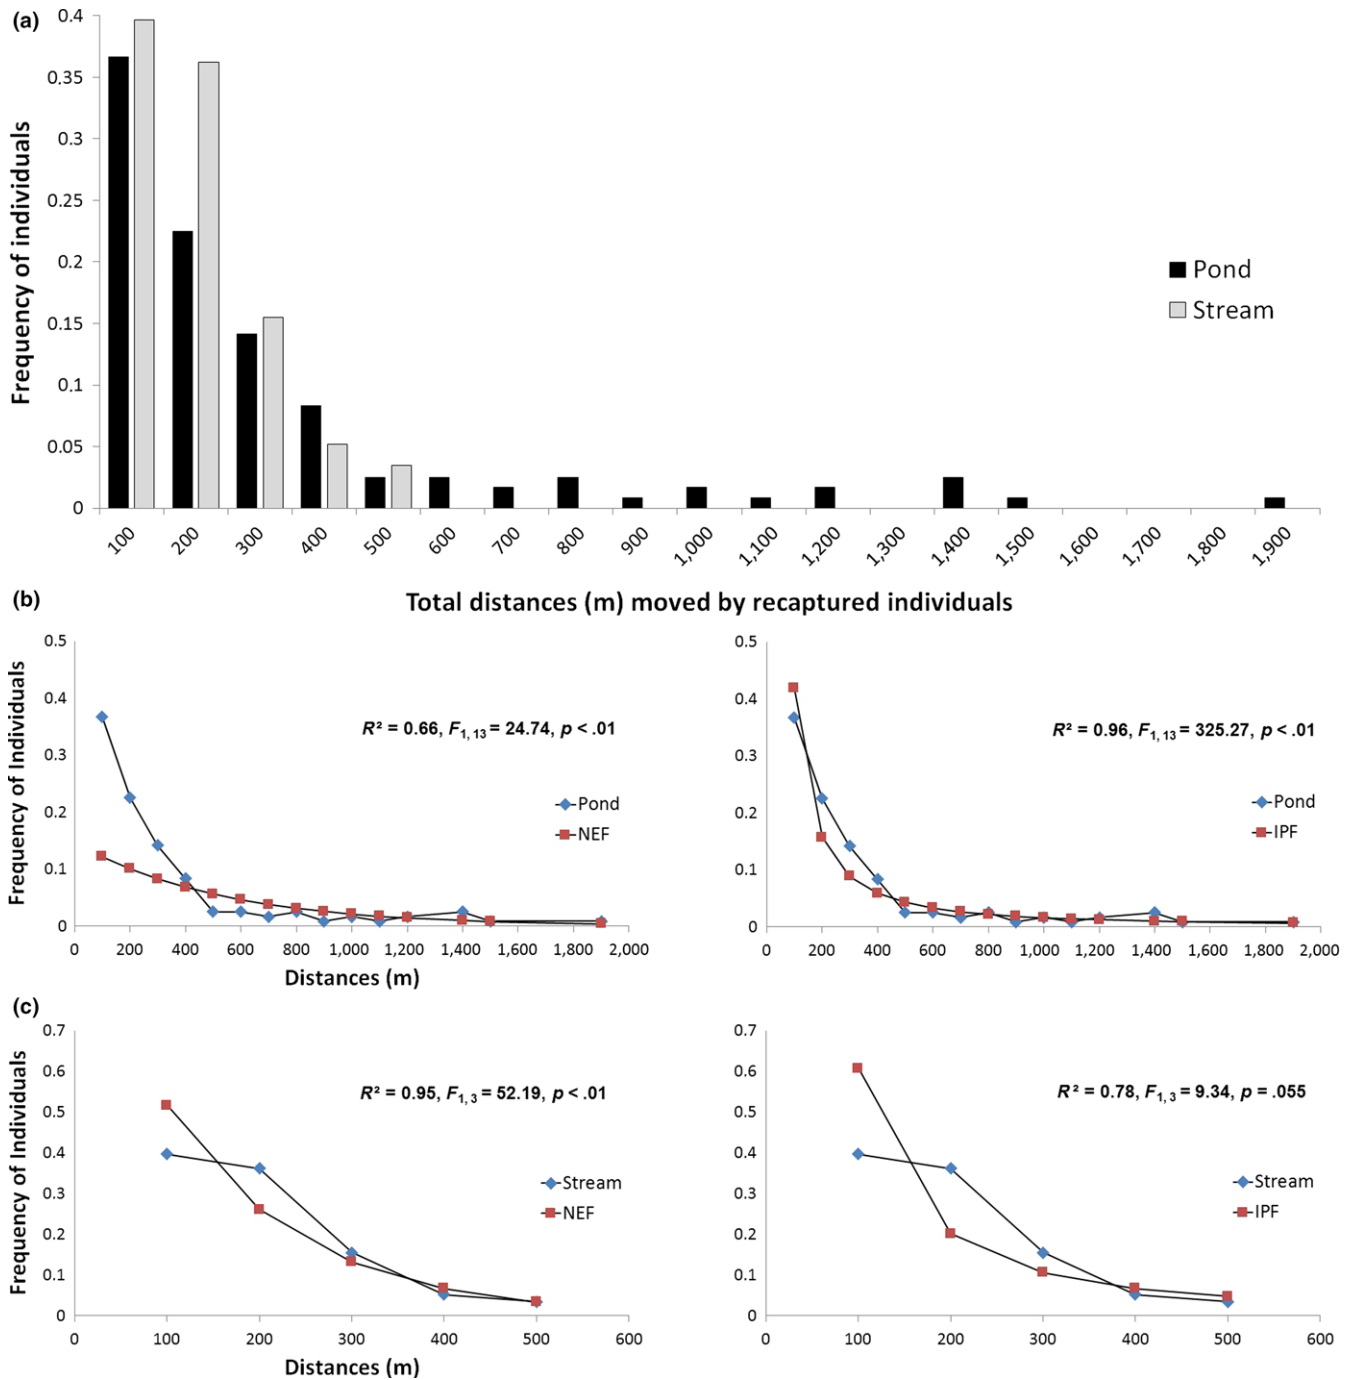 (a)
Frequency of individuals
0.4
0.35
0.3
0.25
0.2
0.15
0.1
0.05
0
Pond
Stream
100 200 300 400 500 600 700 800 900 1,000 1,100 1,200 1,300 1,400 1,500 1,600 1,700 1,800 1,900
Total distances (m) moved by recaptured individuals
(b)
Frequency of Individuals
0.5
0.4
0.3
0.2
0.1
0
R² = 0.66, F1, 13 = 24.74, p < .01
Pond
NEF
0 200 400 600 800 1,000 1,200 1,400 1,600 1,800 2,000
Distances (m)
0.5
0.4
0.3
0.2
0.1
0
R² = 0.96, F1, 13 = 325.27, p < .01
Pond
IPF
0 200 400 600 800 1,000 1,200 1,400 1,600 1,800 2,000
(c)
Frequency of Individuals
0.7
0.6
0.5
0.4
0.3
0.2
0.1
0
R² = 0.95, F1, 3 = 52.19, p < .01
Stream
NEF
0 100 200 300 400 500 600
Distances (m)
0.7
0.6
0.5
0.4
0.3
0.2
0.1
0
R² = 0.78, F1, 3 = 9.34, p = .055
Stream
IPF
0 100 200 300 400 500 600